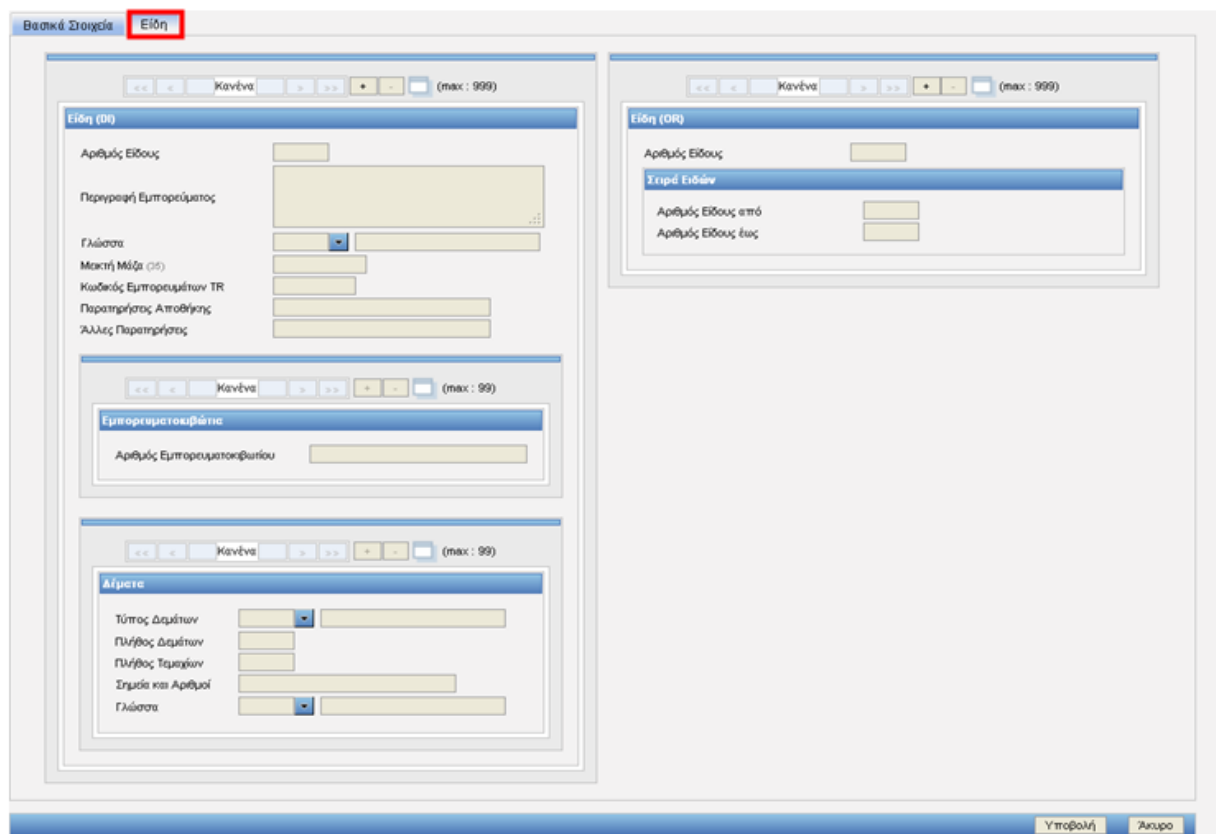 Βασικά Στοιχεία Είδη
<< < Κανένα > >> + - (max : 999)
Είδη (DI)
Αριθμός Είδους
Περιγραφή Εμπορεύματος
Γλώσσα
Μεικτή Μάζα (35)
Κωδικός Εμπορευμάτων TR
Παρατηρήσεις Αποθήκης
Άλλες Παρατηρήσεις
<< < Κανένα > >> + - (max : 99)
Εμπορευματοκιβώτια
Αριθμός Εμπορευματοκιβωτίου
<< < Κανένα > >> + - (max : 99)
Δέματα
Τύπος Δεμάτων
Πλήθος Δεμάτων
Πλήθος Τεμαχίων
Σημεία και Αριθμοί
Γλώσσα
<< < Κανένα > >> + - (max : 999)
Είδη (OR)
Αριθμός Είδους
Σειρά Ειδών
Αριθμός Είδους από
Αριθμός Είδους έως
Υποβολή Άκυρο